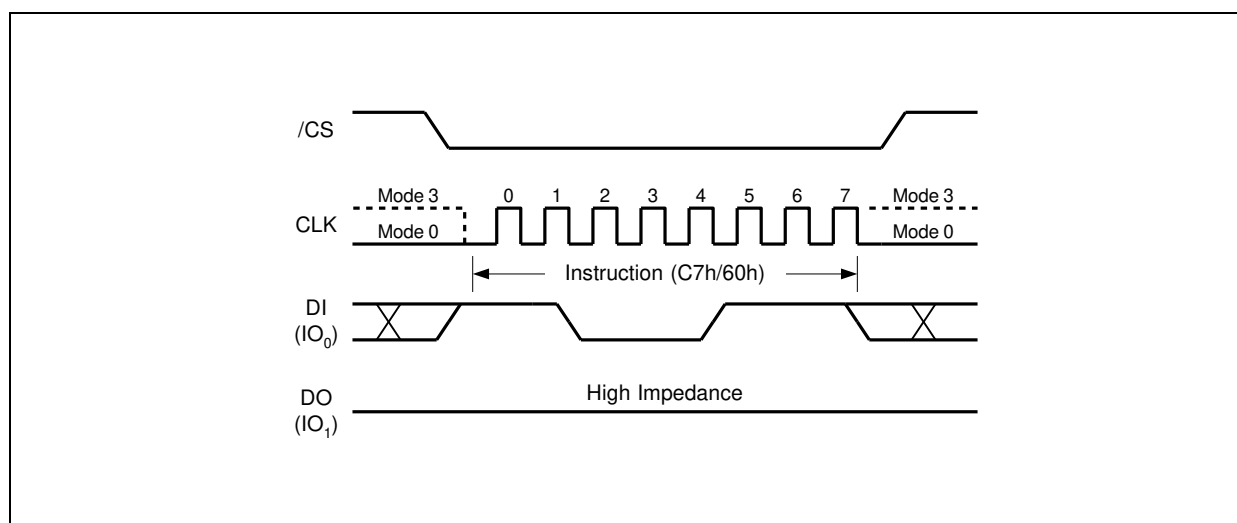 /CS
Mode 3 0 1 2 3 4 5 6 7 Mode 3
CLK
Mode 0 Mode 0
Instruction (C7h/60h)
DI
(IO₀)
High Impedance
DO
(IO₁)